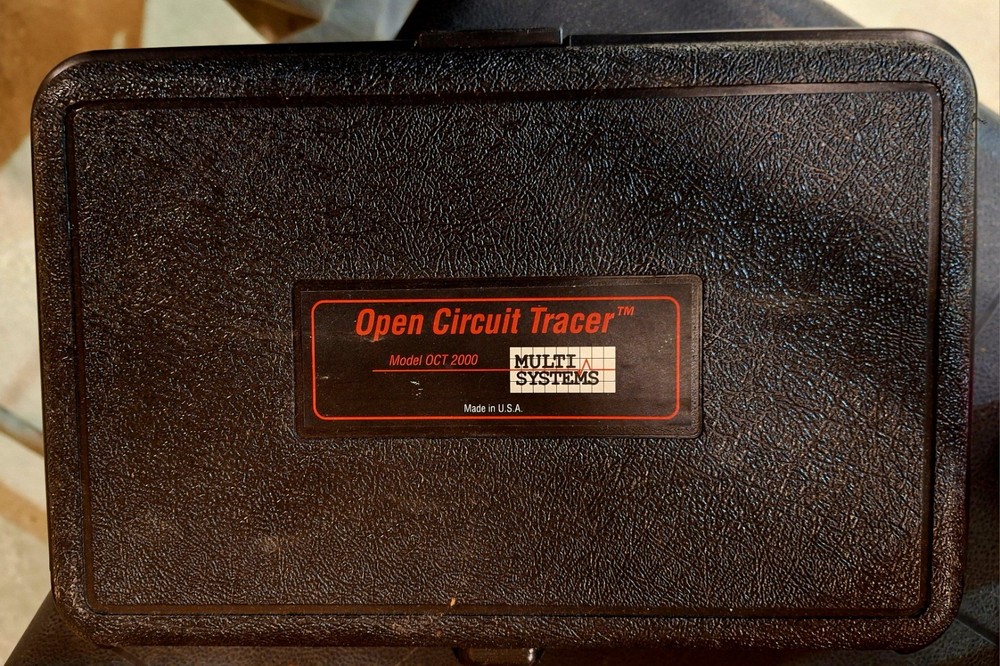 Open Circuit Tracer™
Model OCT 2000
MULTI
SYSTEMS
Made in U.S.A.